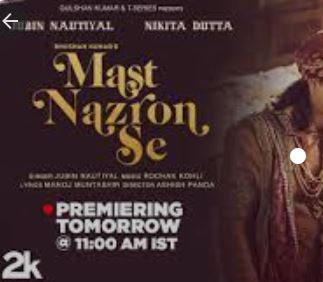 GULSHAN KUMAR & T-SERIES presents
JUBIN NAUTIYAL NIKITA DUTTA
BHUSHAN KUMAR'S
Mast
Nazron
Se
SINGER JUBIN NAUTIYAL MUSIC ROCHAK KOHLI
LYRICS MANOJ MUNTASHIR DIRECTOR ASHISH PANDA
PREMIERING
TOMORROW
@ 11:00 AM IST
2k